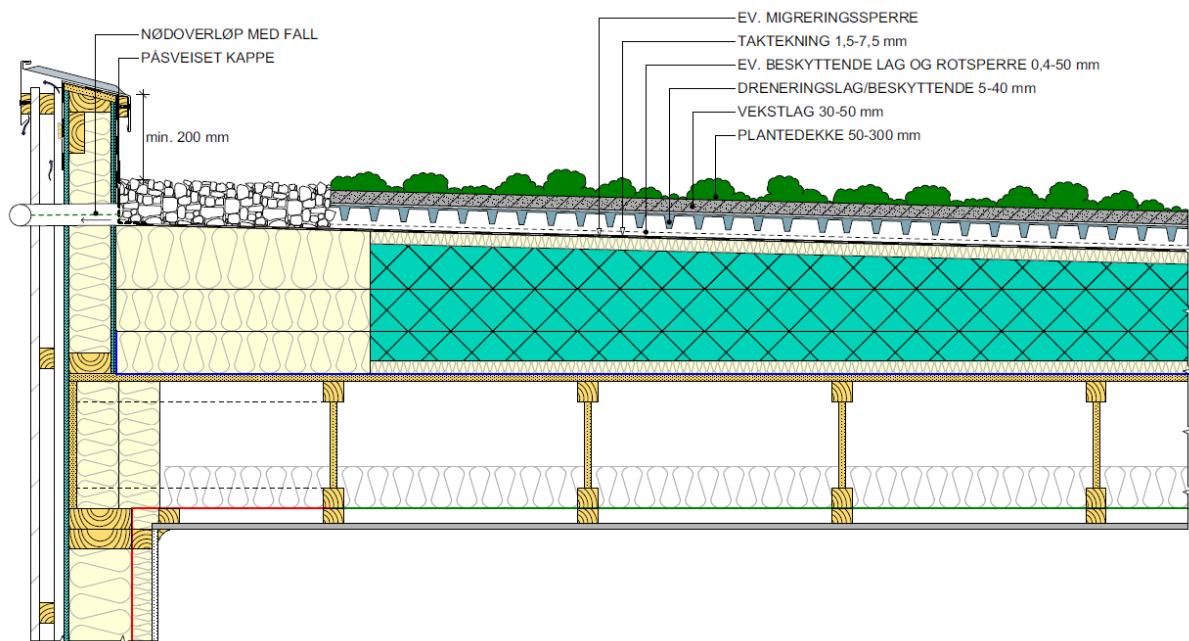 NØDOVERLØP MED FALL
PÅSVEISET KAPPE
min. 200 mm
EV. MIGRERINGSSPERRE
TAKTEKNING 1,5-7,5 mm
EV. BESKYTTENDE LAG OG ROTSPERRE 0,4-50 mm
DRENERINGSLAG/BESKYTTENDE 5-40 mm
VEKSTLAG 30-50 mm
PLANTEDEKKE 50-300 mm